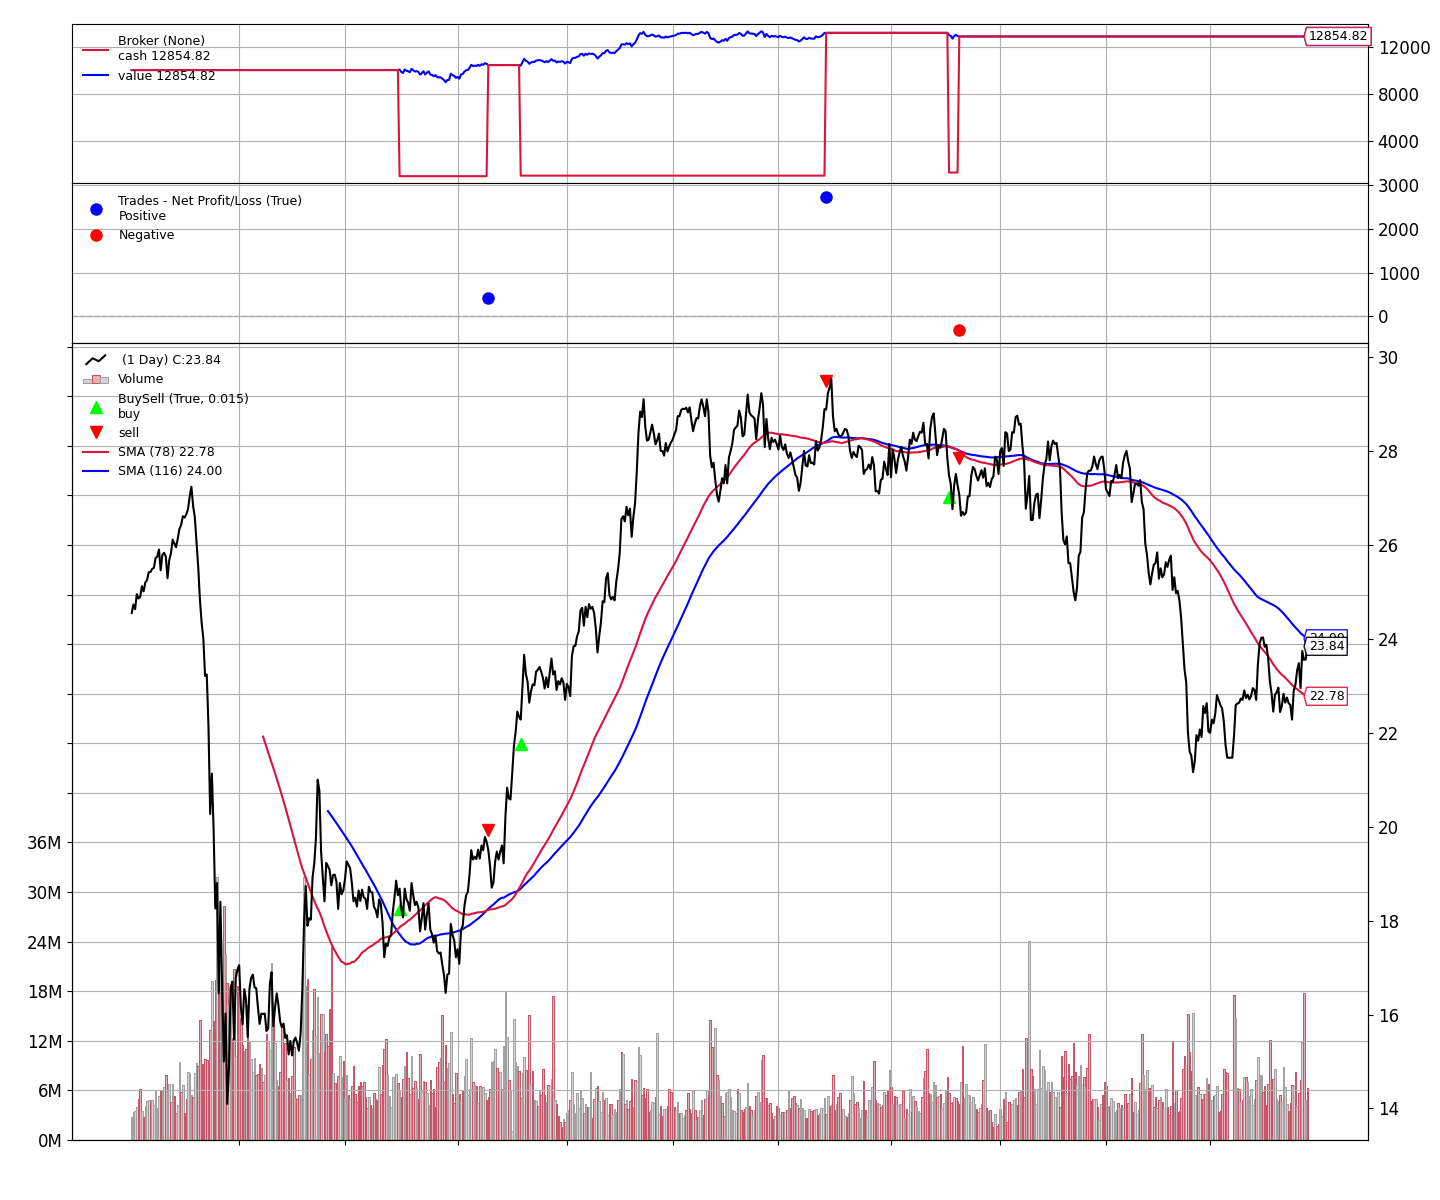 Broker (None)
cash 12854.82
value 12854.82
12854.82
12000
8000
4000
Trades - Net Profit/Loss (True)
Positive
Negative
3000
2000
1000
0
(1 Day) C:23.84
Volume
BuySell (True, 0.015)
buy
sell
SMA (78) 22.78
SMA (116) 24.00
30
28
26
24
22
20
18
16
14
24.00
23.84
22.78
36M
30M
24M
18M
12M
6M
0M